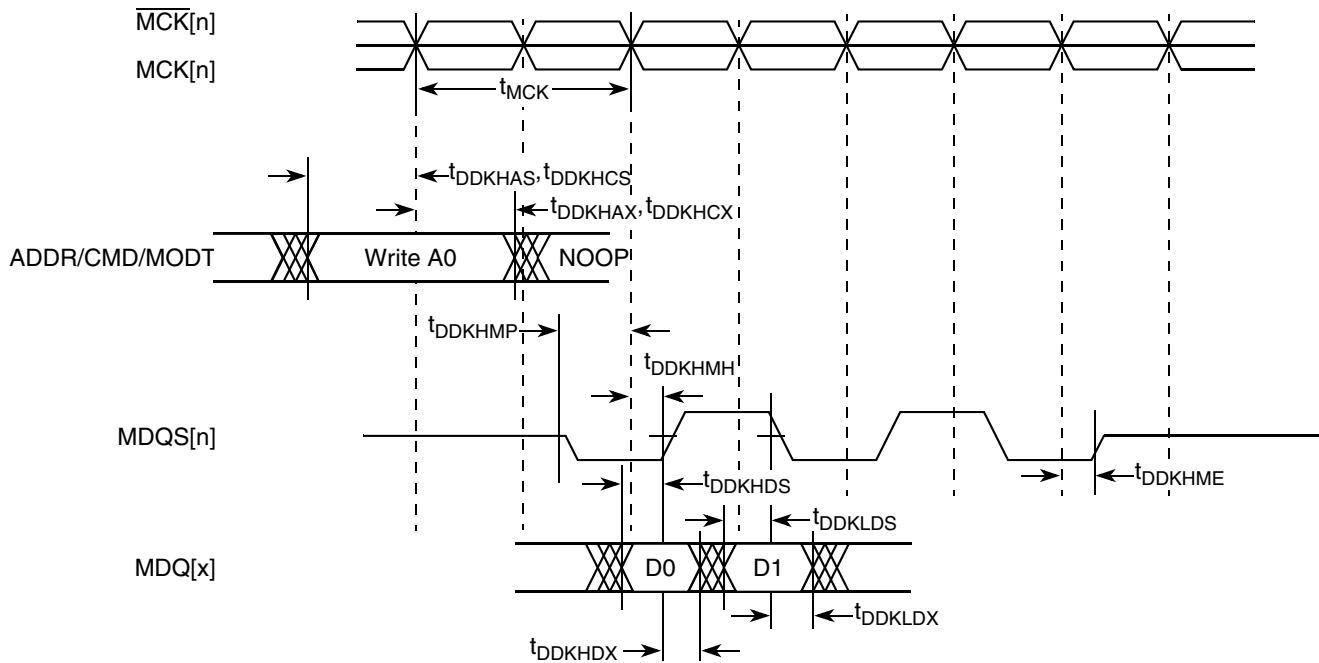 MCK[n]
MCK[n]
tMCK
tDDKHAS,tDDKHCS
tDDKHAX,tDDKHCX
ADDR/CMD/MODT Write A0 NOOP
tDDKHMP
tDDKHMH
MDQS[n]
tDDKHME
tDDKHDS
tDDKLDS
MDQ[x] D0 D1
tDDKLDX
tDDKHDX